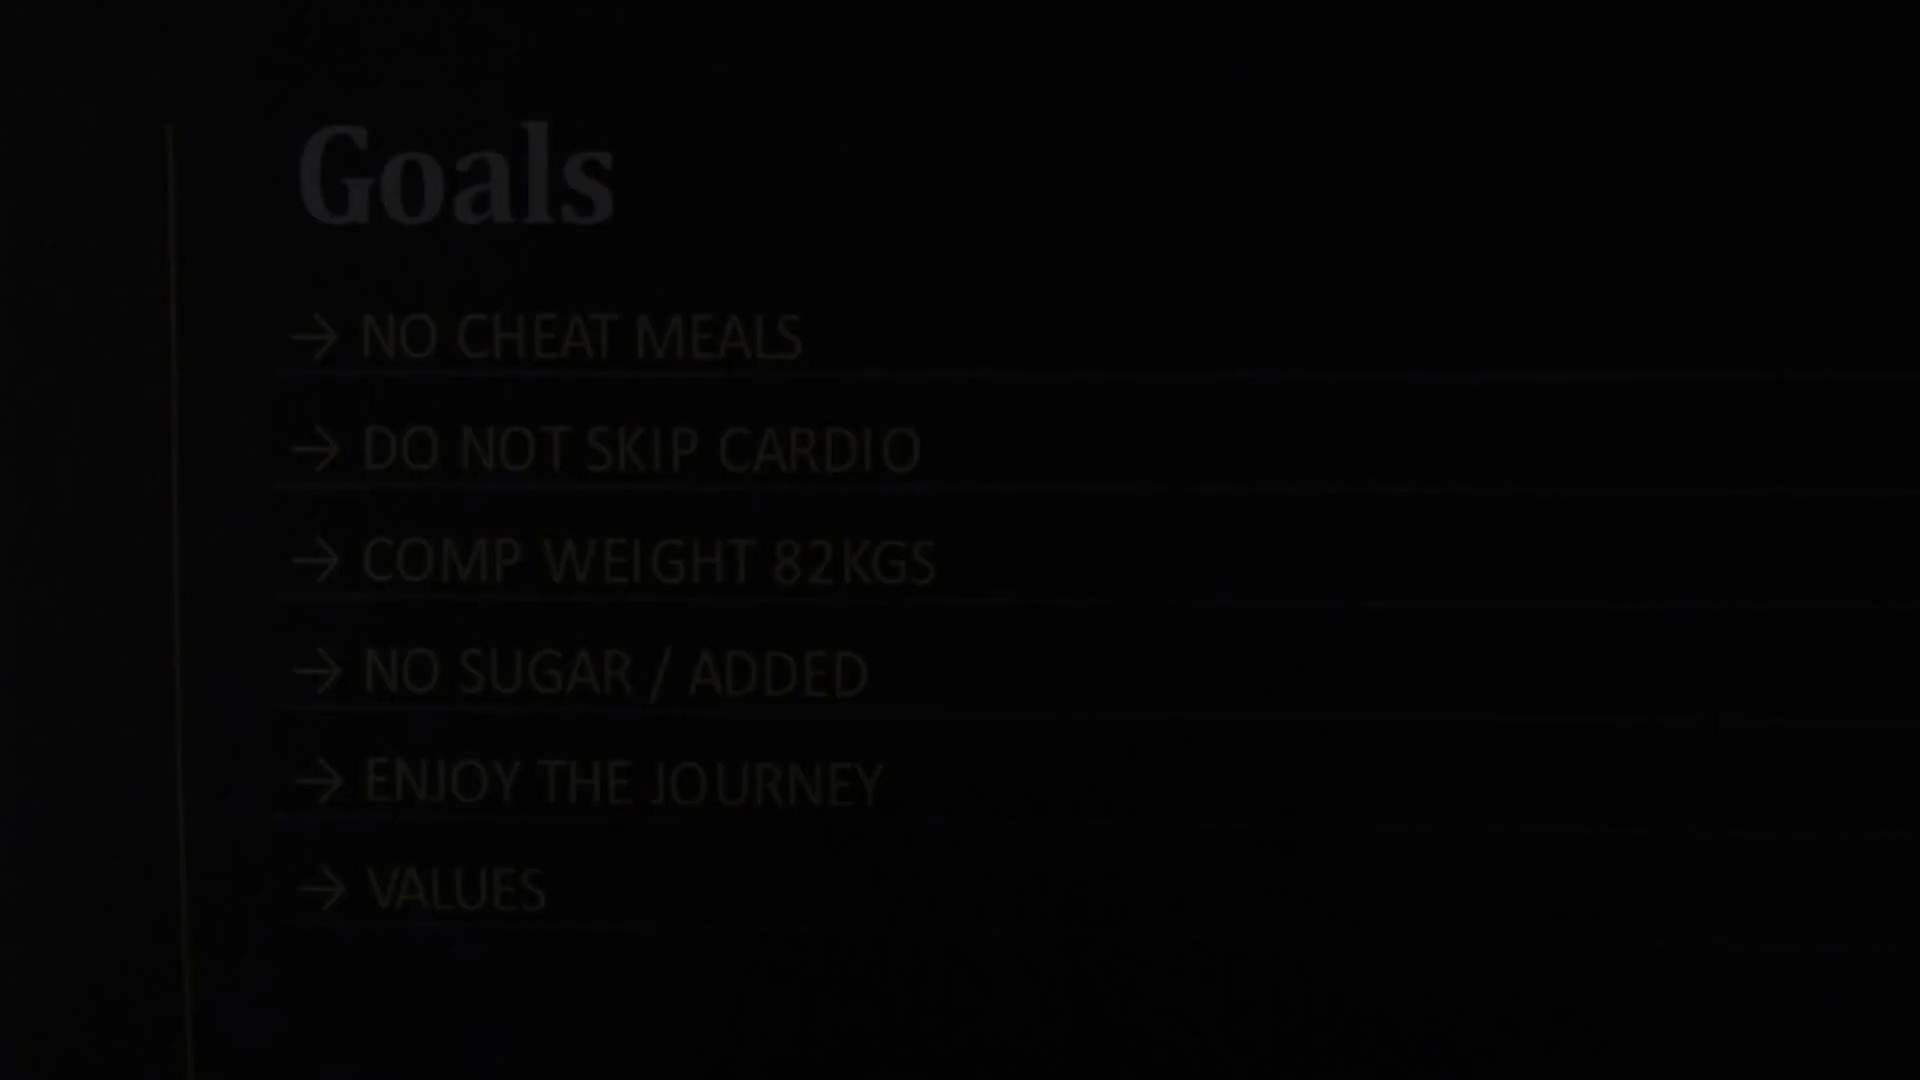 Goals
→ NO CHEAT MEALS
→ DO NOT SKIP CARDIO
→ COMP WEIGHT 82KGS
→ NO SUGAR / ADDED
→ ENJOY THE JOURNEY
→ VALUES